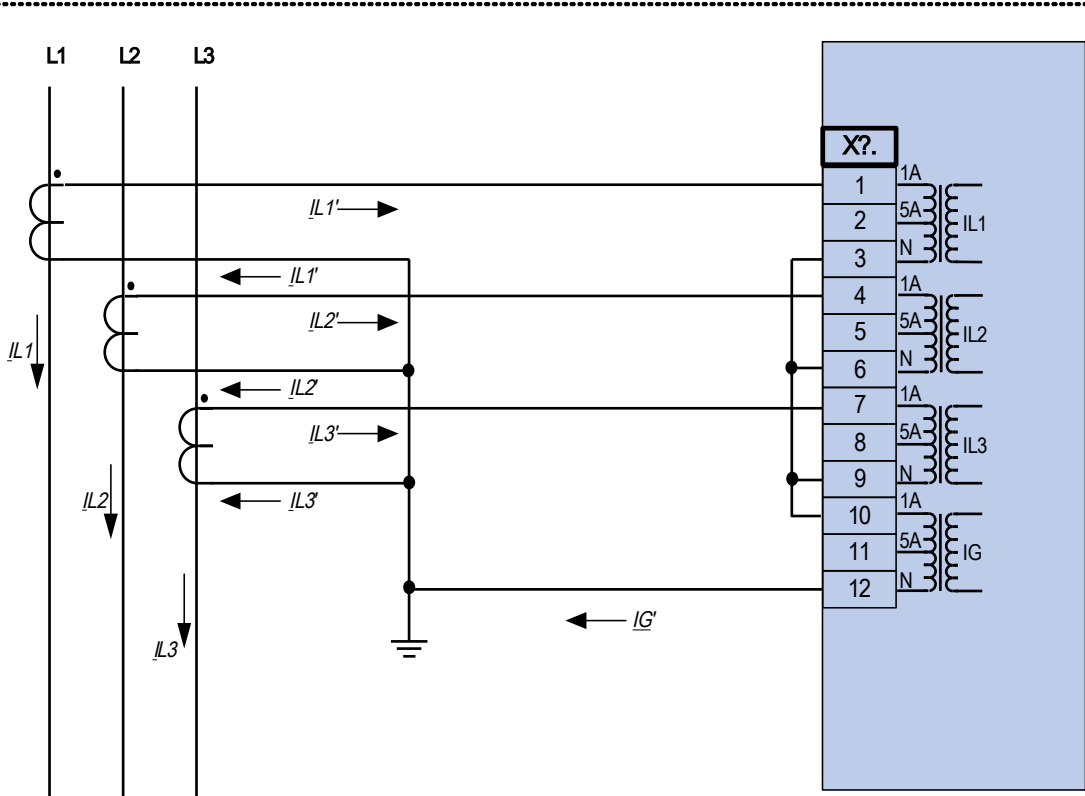 L1 L2 L3
X?.
1 1A
IL1'
2 5A IL1
3 N
IL1'
4 1A
IL2'
5 5A IL2
IL1
6 N
IL2'
7 1A
IL3'
8 5A IL3
9 N
IL2
IL3'
10 1A
11 5A IG
12 N
IG'
IL3